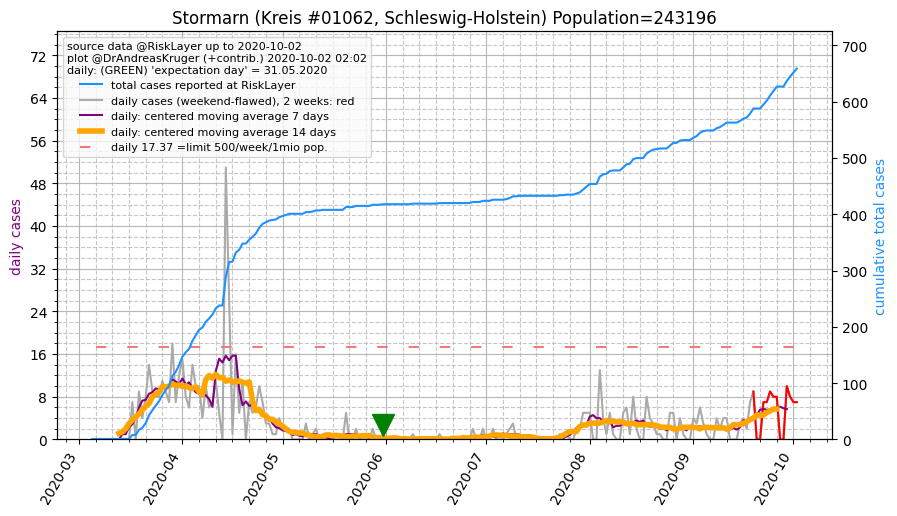 Stormarn (Kreis #01062, Schleswig-Holstein) Population=243196
source data @RiskLayer up to 2020-10-02
plot @DrAndreasKruger (+contrib.) 2020-10-02 02:02
daily: (GREEN) 'expectation day' = 31.05.2020
total cases reported at RiskLayer
daily cases (weekend-flawed), 2 weeks: red
daily: centered moving average 7 days
daily: centered moving average 14 days
daily 17.37 =limit 500/week/1mio pop.
daily cases
72
64
56
48
40
32
24
16
8
0
700
600
500
400
300
200
100
0
cumulative total cases
2020-03
2020-04
2020-05
2020-06
2020-07
2020-08
2020-09
2020-10